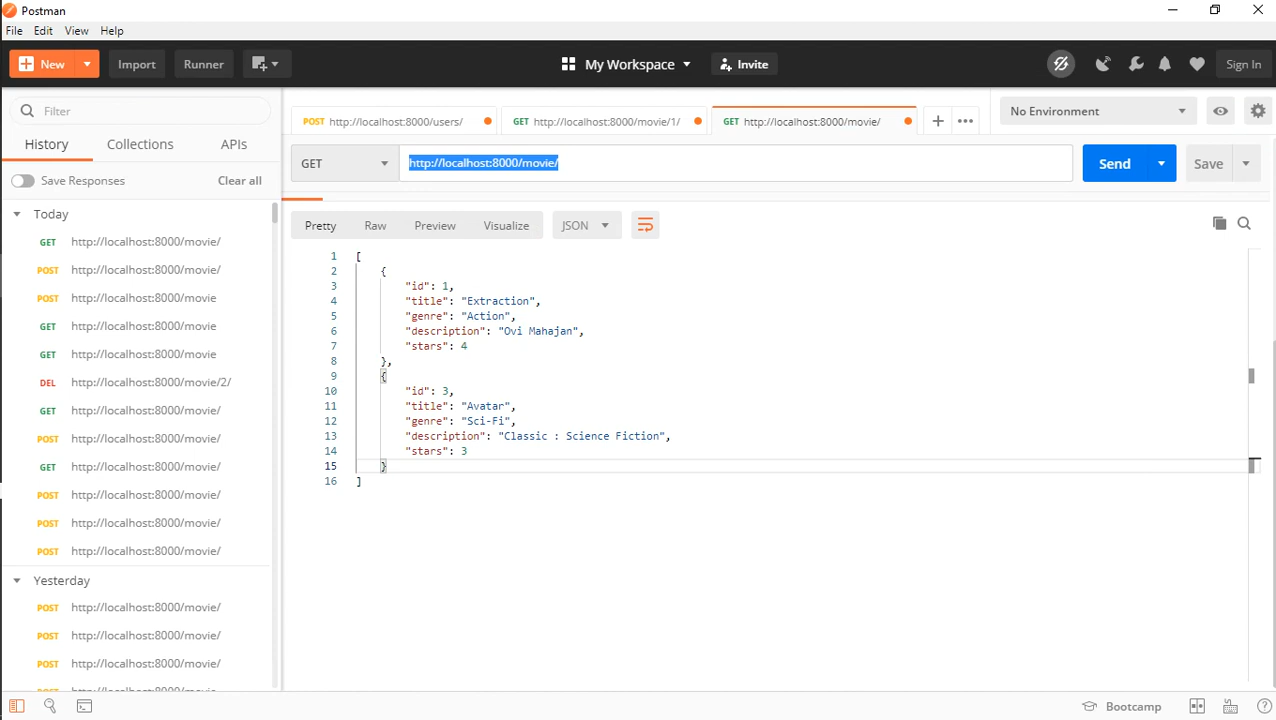 Postman
File Edit View Help
New Import Runner My Workspace Invite Sign In
Filter
History Collections APIs
Save Responses Clear all
Today
GET http://localhost:8000/movie/
POST http://localhost:8000/movie/
POST http://localhost:8000/movie
GET http://localhost:8000/movie
GET http://localhost:8000/movie
DEL http://localhost:8000/movie/2/
GET http://localhost:8000/movie/
POST http://localhost:8000/movie/
GET http://localhost:8000/movie/
POST http://localhost:8000/movie/
POST http://localhost:8000/movie/
POST http://localhost:8000/movie/
Yesterday
POST http://localhost:8000/movie/
POST http://localhost:8000/movie/
POST http://localhost:8000/movie/
POST http://localhost:8000/users/ GET http://localhost:8000/movie/1/ GET http://localhost:8000/movie/ No Environment
GET http://localhost:8000/movie/ Send Save
Pretty Raw Preview Visualize JSON
1 [
2 {
3 "id": 1,
4 "title": "Extraction",
5 "genre": "Action",
6 "description": "Ovi Mahajan",
7 "stars": 4
8 },
9 {
10 "id": 3,
11 "title": "Avatar",
12 "genre": "Sci-Fi",
13 "description": "Classic : Science Fiction",
14 "stars": 3
15 }
16 ]
Bootcamp